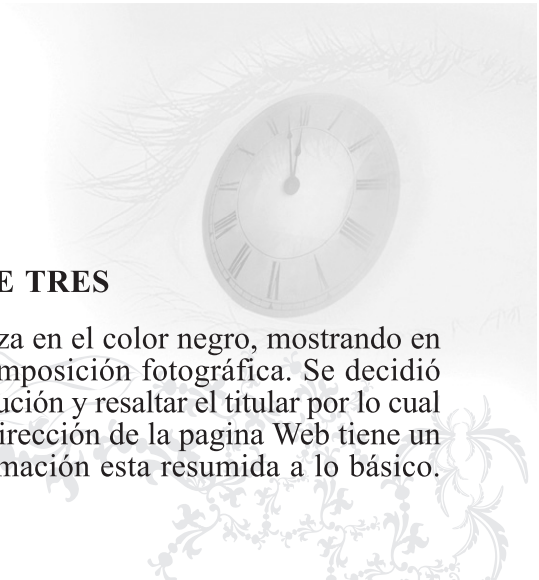 E TRES
za en el color negro, mostrando en
mposición fotográfica. Se decidió
ución y resaltar el titular por lo cual
irección de la pagina Web tiene un
mación esta resumida a lo básico.